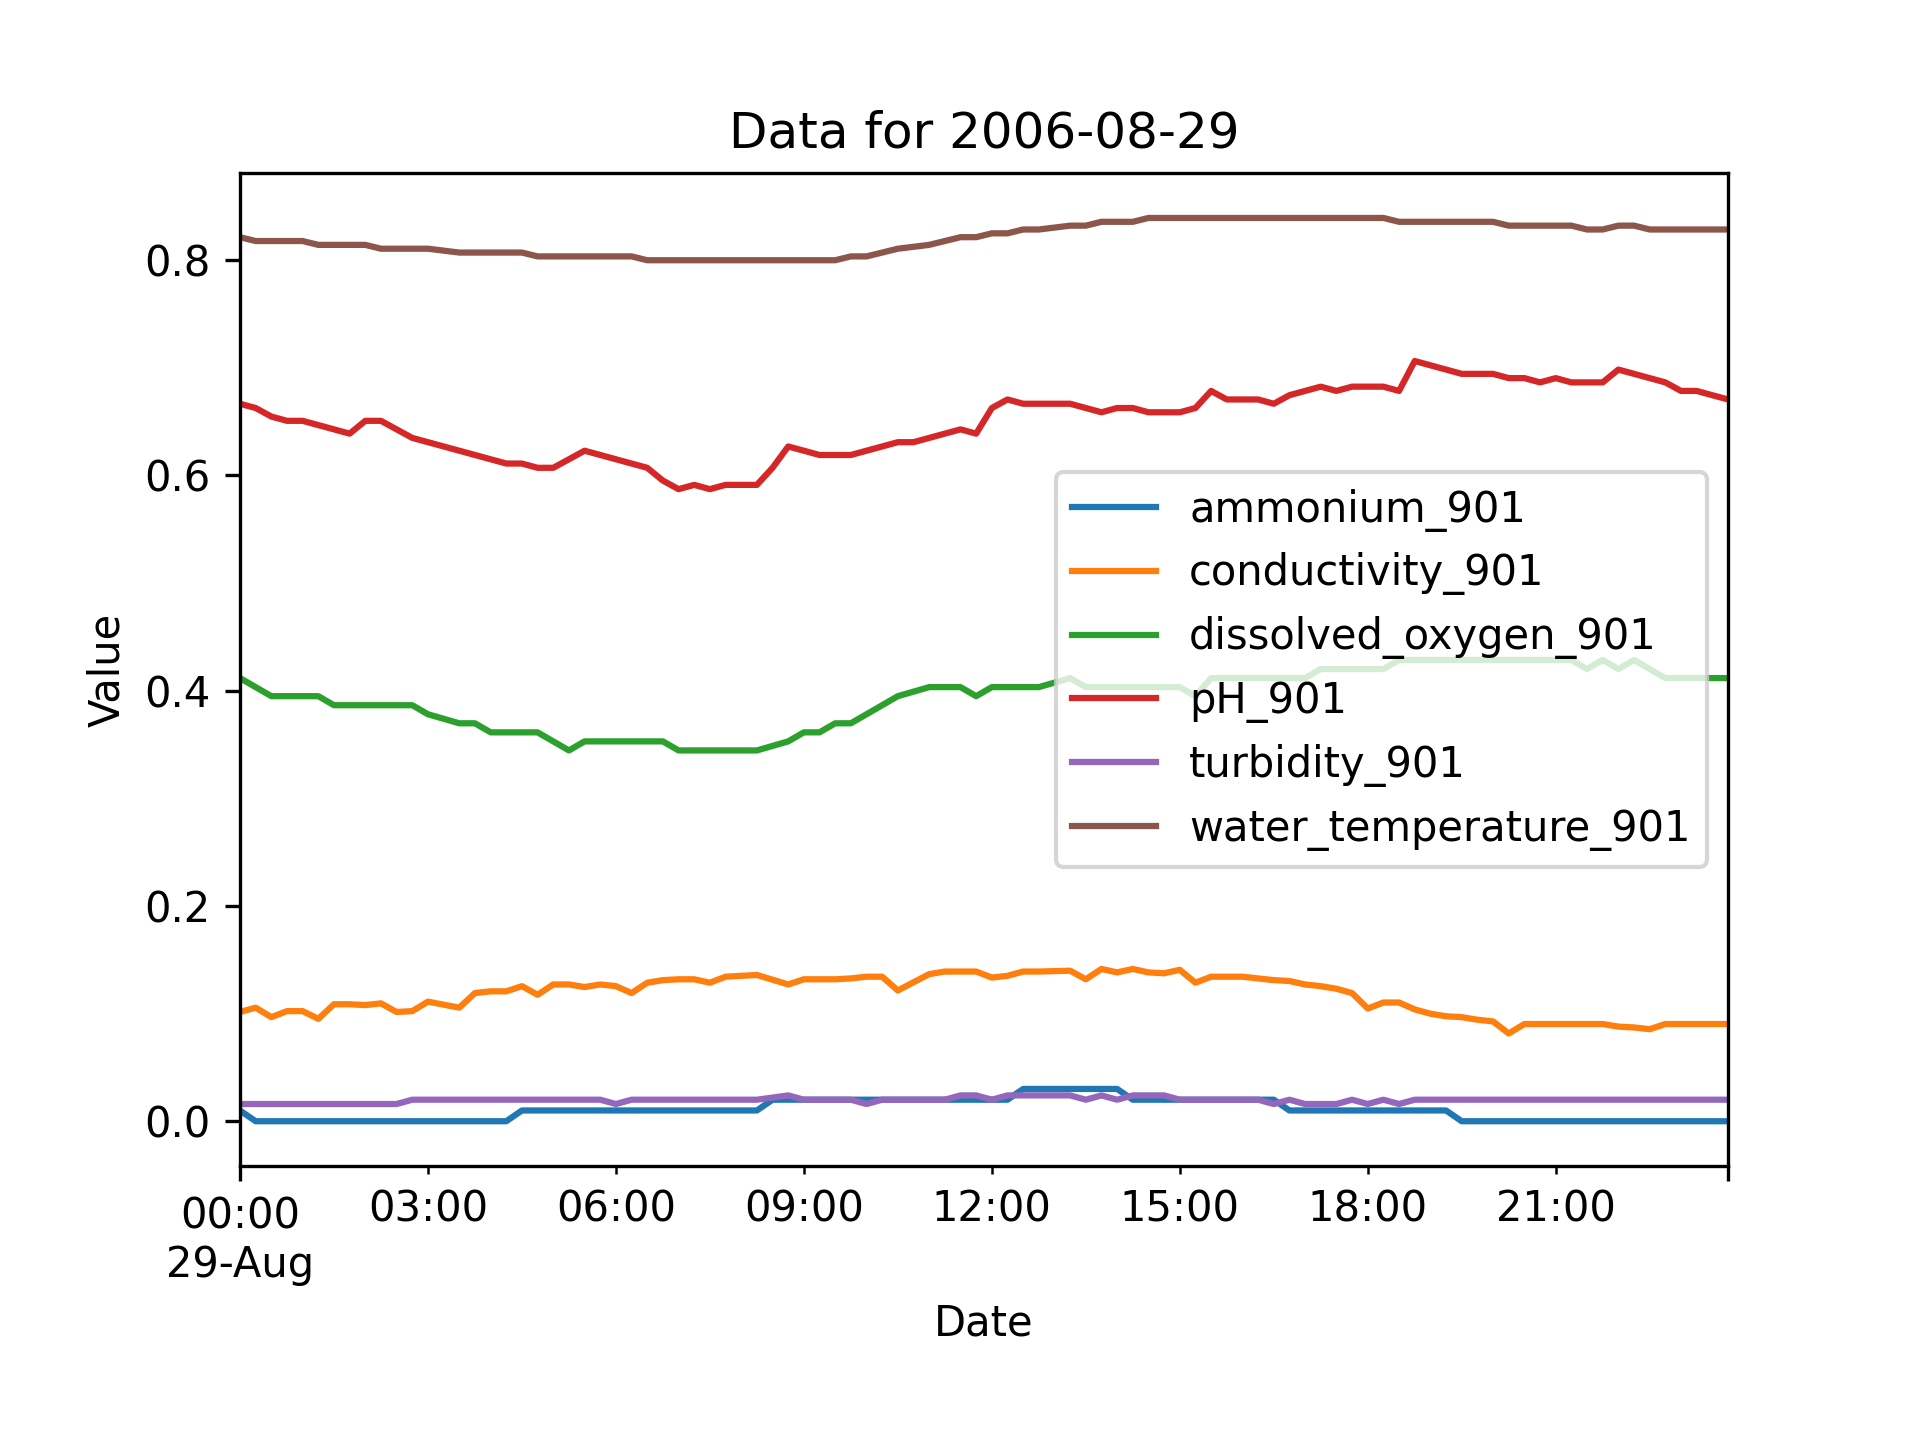 Data for 2006-08-29
Value
0.8
0.6
0.4
0.2
0.0
ammonium_901
conductivity_901
dissolved_oxygen_901
pH_901
turbidity_901
water_temperature_901
00:00 03:00 06:00 09:00 12:00 15:00 18:00 21:00
29-Aug
Date